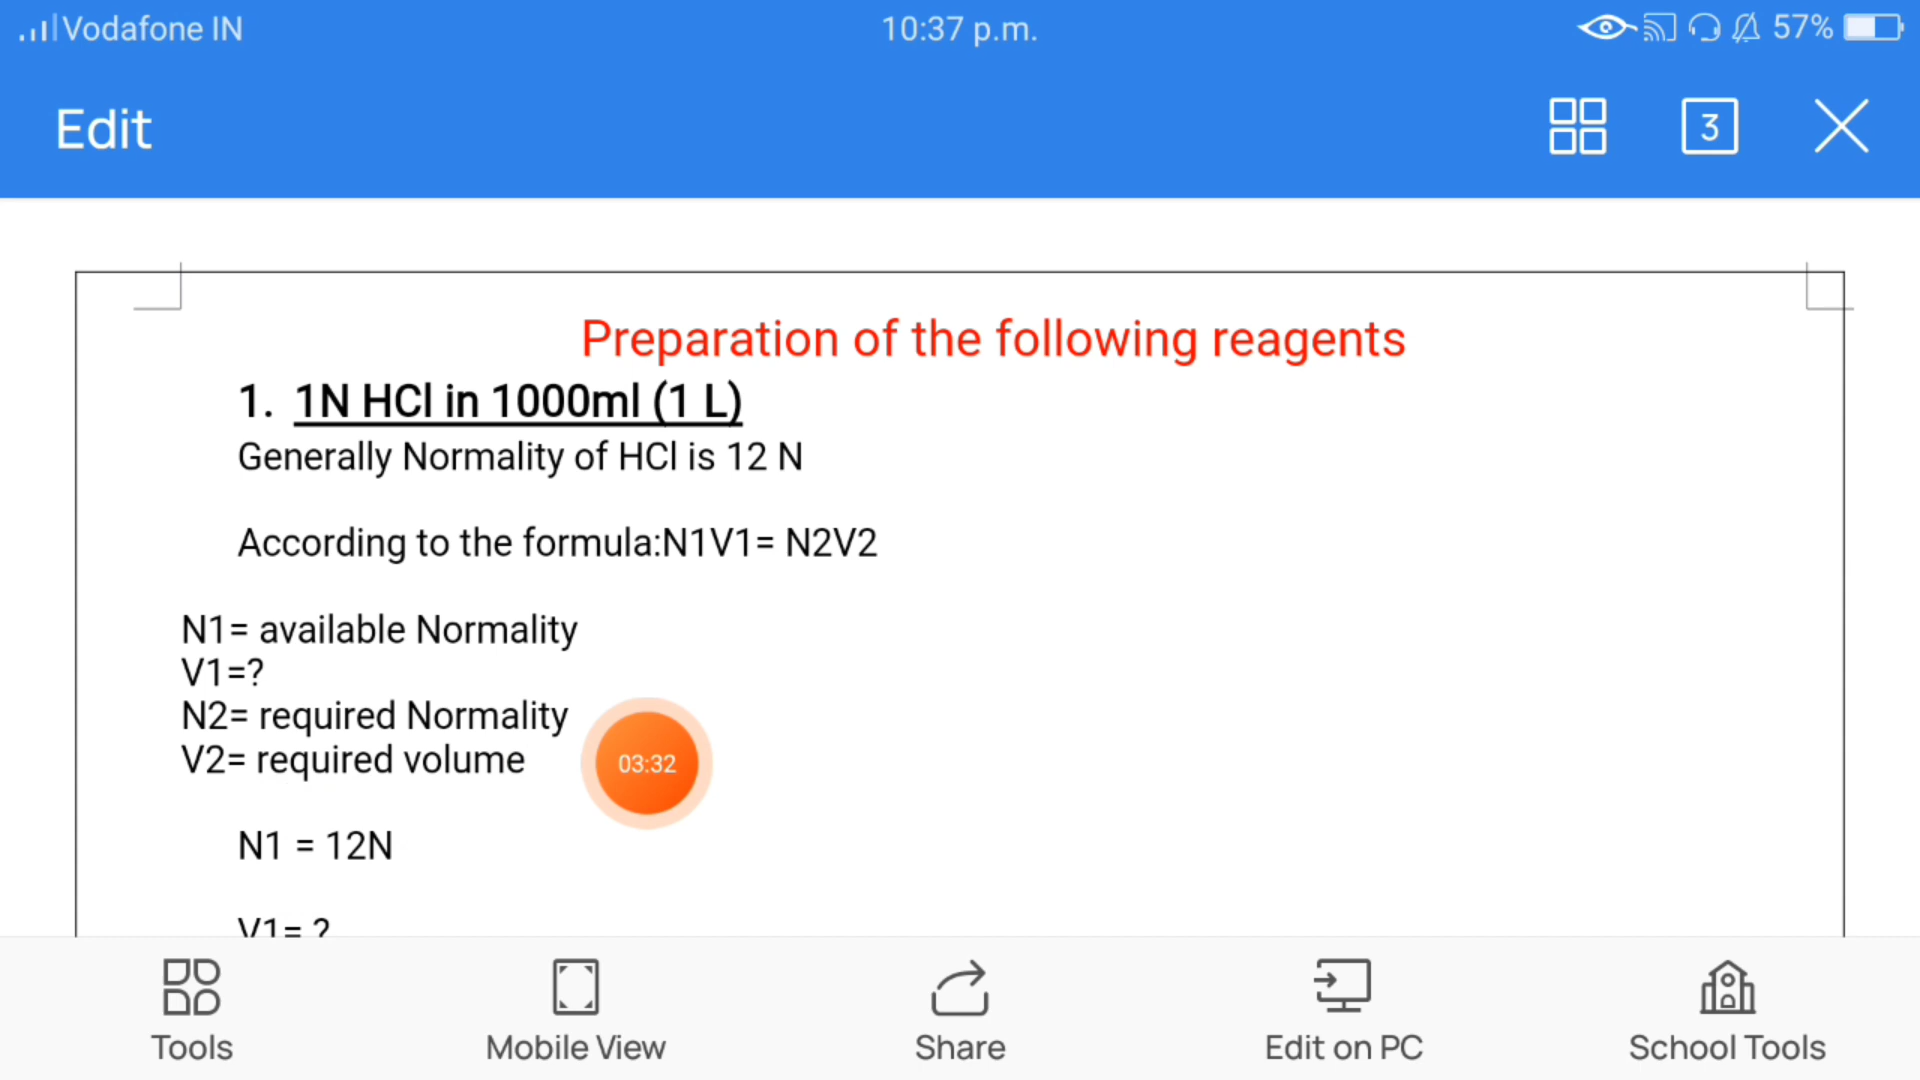 Vodafone IN
10:37 p.m.
57%
Edit
3
Preparation of the following reagents
1. 1N HCl in 1000ml (1 L)
Generally Normality of HCl is 12 N
According to the formula:N1V1= N2V2
N1= available Normality
V1=?
N2= required Normality
V2= required volume
03:32
N1 = 12N
V1= ?
Tools
Mobile View
Share
Edit on PC
School Tools